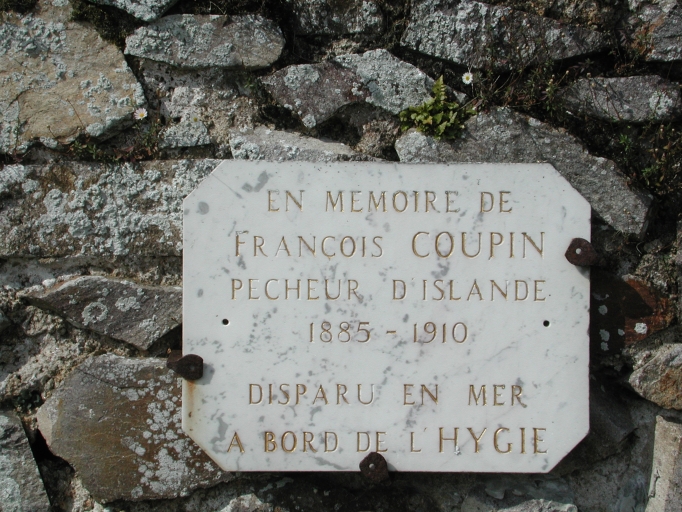 EN MEMOIRE DE
FRANÇOIS COUPIN
PECHEUR D'ISLANDE
1885 - 1910
DISPARU EN MER
A BORD DE L'HYGIE